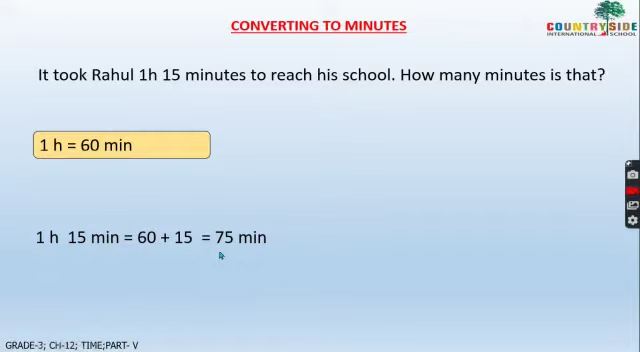 CONVERTING TO MINUTES
COUNTRYSIDE
INTERNATIONAL SCHOOL
It took Rahul 1h 15 minutes to reach his school. How many minutes is that?
1 h = 60 min
1 h 15 min = 60 + 15 = 75 min
GRADE-3; CH-12; TIME;PART- V